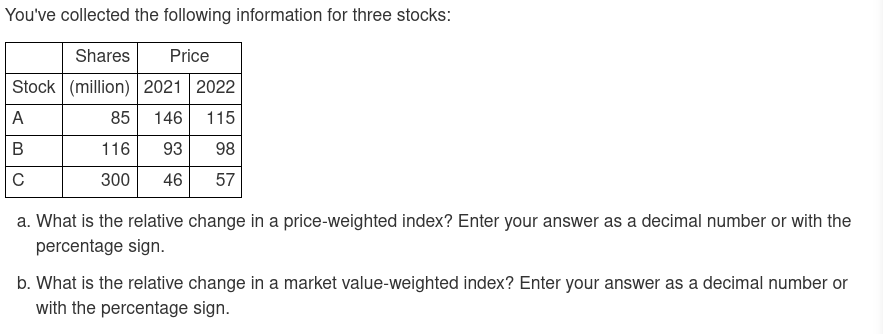 You've collected the following information for three stocks:
Shares Price
Stock (million) 2021 2022
A 85 146 115
B 116 93 98
C 300 46 57
a. What is the relative change in a price-weighted index? Enter your answer as a decimal number or with the
percentage sign.
b. What is the relative change in a market value-weighted index? Enter your answer as a decimal number or
with the percentage sign.